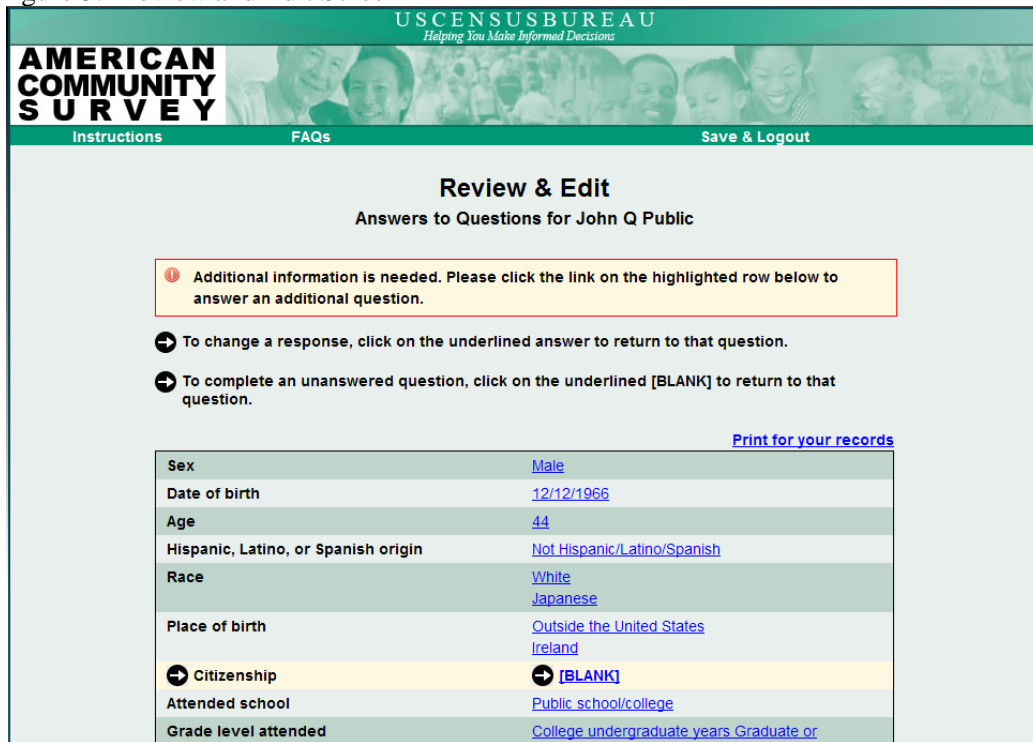 U S C E N S U S B U R E A U
Helping You Make Informed Decisions
AMERICAN
COMMUNITY
SURVEY
Instructions FAQs Save & Logout
Review & Edit
Answers to Questions for John Q Public
Additional information is needed. Please click the link on the highlighted row below to
answer an additional question.
To change a response, click on the underlined answer to return to that question.
To complete an unanswered question, click on the underlined [BLANK] to return to that
question.
Print for your records
Sex Male
Date of birth 12/12/1966
Age 44
Hispanic, Latino, or Spanish origin Not Hispanic/Latino/Spanish
Race White
Japanese
Place of birth Outside the United States
Ireland
Citizenship [BLANK]
Attended school Public school/college
Grade level attended College undergraduate years Graduate or